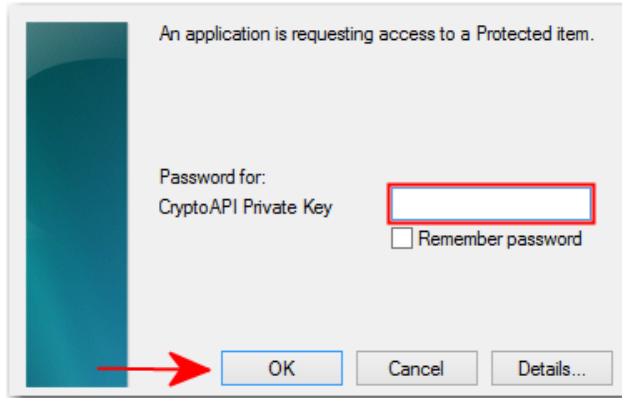 An application is requesting access to a Protected item.
Password for:
CryptoAPI Private Key
Remember password
OK Cancel Details...